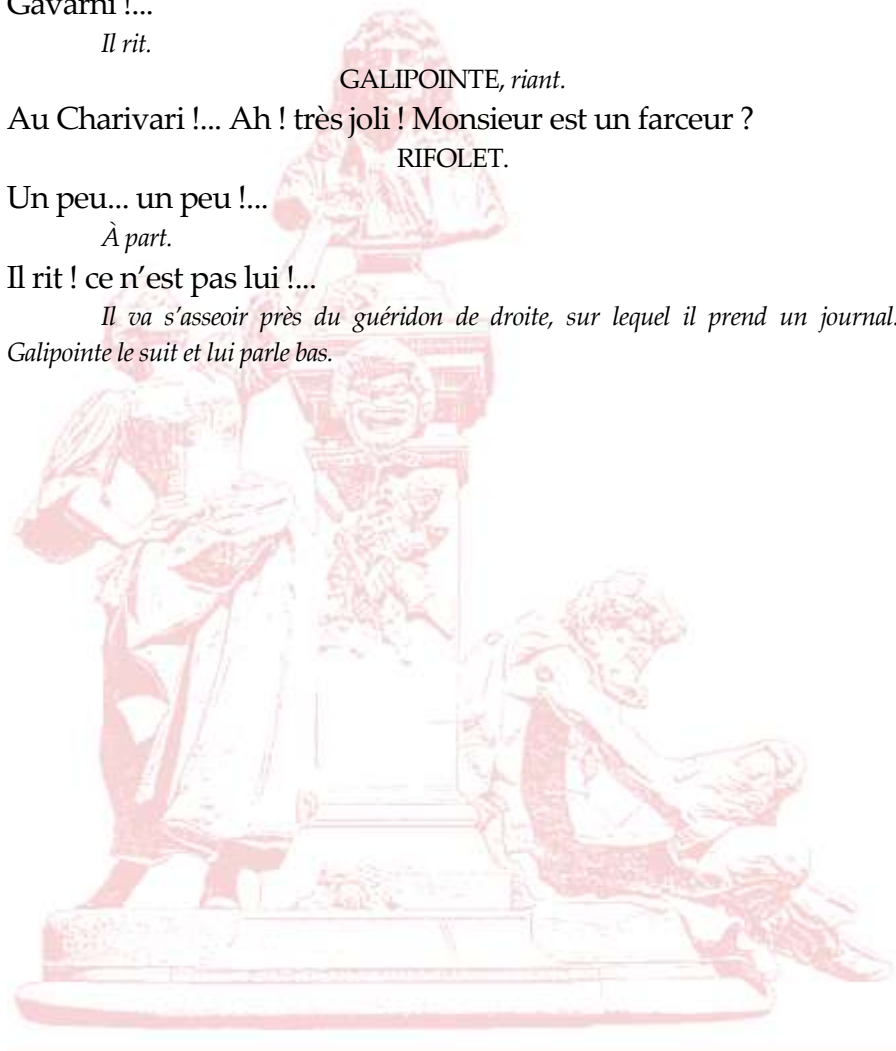 Gavarni !...
Il rit.
GALIPOINTE, riant.
Au Charivari !... Ah ! très joli ! Monsieur est un farceur ?
RIFOLET.
Un peu... un peu !...
À part.
Il rit ! ce n’est pas lui !...
Il va s’asseoir près du guéridon de droite, sur lequel il prend un journal.
Galipointe le suit et lui parle bas.